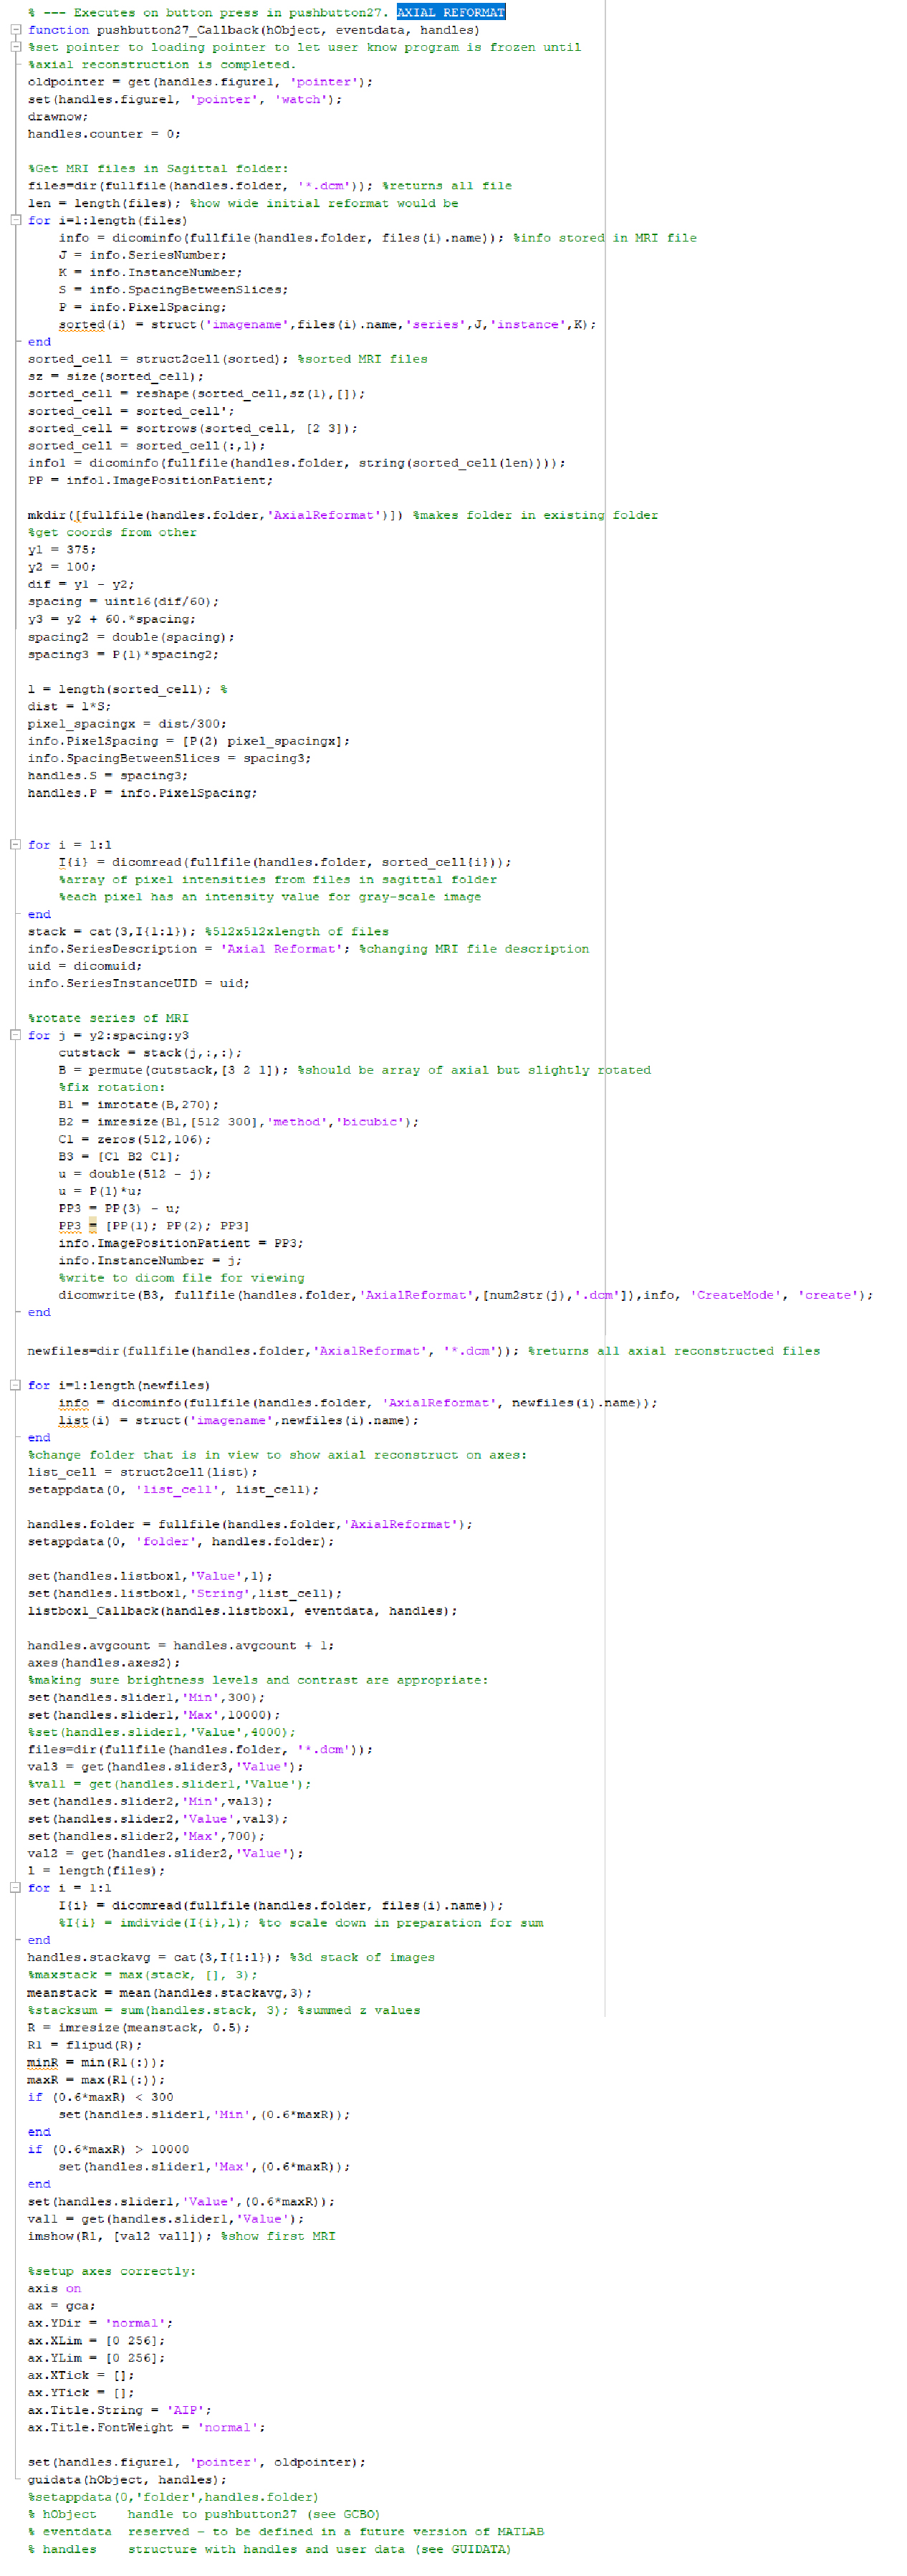 % --- Executes on button press in pushbutton27. AXIAL REFORMAT
function pushbutton27_Callback(hObject, eventdata, handles)
%set pointer to loading pointer to let user know program is frozen until
%axial reconstruction is completed.
oldpointer = get(handles.figure1, 'pointer');
set(handles.figure1, 'pointer', 'watch');
drawnow;
handles.counter = 0;
%Get MRI files in Sagittal folder:
files=dir(fullfile(handles.folder, '*.dcm')); %returns all file
len = length(files); %how wide initial reformat would be
for i=1:length(files)
info = dicominfo(fullfile(handles.folder, files(i).name)); %info stored in MRI file
J = info.SeriesNumber;
K = info.InstanceNumber;
S = info.SpacingBetweenSlices;
P = info.PixelSpacing;
sorted(i) = struct('imagename',files(i).name,'series',J,'instance',K);
end
sorted_cell = struct2cell(sorted); %sorted MRI files
sz = size(sorted_cell);
sorted_cell = reshape(sorted_cell,sz(1),[]);
sorted_cell = sorted_cell';
sorted_cell = sortrows(sorted_cell, [2 3]);
sorted_cell = sorted_cell(:,1);
info1 = dicominfo(fullfile(handles.folder, string(sorted_cell(len))));
PP = info1.ImagePositionPatient;
mkdir([fullfile(handles.folder,'AxialReformat')]) %makes folder in existing folder
%get coords from other
y1 = 375;
y2 = 100;
dif = y1 - y2;
spacing = uint16(dif/60);
y3 = y2 + 60.*spacing;
spacing2 = double(spacing);
spacing3 = P(1)*spacing2;
l = length(sorted_cell); %
dist = l*S;
pixel_spacingx = dist/300;
info.PixelSpacing = [P(2) pixel_spacingx];
info.SpacingBetweenSlices = spacing3;
handles.S = spacing3;
handles.P = info.PixelSpacing;
for i = 1:l
I{i} = dicomread(fullfile(handles.folder, sorted_cell{i}));
%array of pixel intensities from files in sagittal folder
%each pixel has an intensity value for gray-scale image
end
stack = cat(3,I{1:l}); %512x512xlength of files
info.SeriesDescription = 'Axial Reformat'; %changing MRI file description
uid = dicomuid;
info.SeriesInstanceUID = uid;
%rotate series of MRI
for j = y2:spacing:y3
cutstack = stack(j,:,:);
B = permute(cutstack,[3 2 1]); %should be array of axial but slightly rotated
%fix rotation:
B1 = imrotate(B,270);
B2 = imresize(B1,[512 300],'method','bicubic');
C1 = zeros(512,106);
B3 = [C1 B2 C1];
u = double(512 - j);
u = P(1)*u;
PP3 = PP(3) - u;
PP3 = [PP(1); PP(2); PP3]
info.ImagePositionPatient = PP3;
info.InstanceNumber = j;
%write to dicom file for viewing
dicomwrite(B3, fullfile(handles.folder,'AxialReformat',[num2str(j),'.dcm']),info, 'CreateMode', 'create');
end
newfiles=dir(fullfile(handles.folder,'AxialReformat', '*.dcm')); %returns all axial reconstructed files
for i=1:length(newfiles)
info = dicominfo(fullfile(handles.folder, 'AxialReformat', newfiles(i).name));
list(i) = struct('imagename',newfiles(i).name);
end
%change folder that is in view to show axial reconstruct on axes:
list_cell = struct2cell(list);
setappdata(0, 'list_cell', list_cell);
handles.folder = fullfile(handles.folder,'AxialReformat');
setappdata(0, 'folder', handles.folder);
set(handles.listbox1,'Value',1);
set(handles.listbox1,'String',list_cell);
listbox1_Callback(handles.listbox1, eventdata, handles);
handles.avgcount = handles.avgcount + 1;
axes(handles.axes2);
%making sure brightness levels and contrast are appropriate:
set(handles.slider1,'Min',300);
set(handles.slider1,'Max',10000);
%set(handles.slider1,'Value',4000);
files=dir(fullfile(handles.folder, '*.dcm'));
val3 = get(handles.slider3,'Value');
%val1 = get(handles.slider1,'Value');
set(handles.slider2,'Min',val3);
set(handles.slider2,'Value',val3);
set(handles.slider2,'Max',700);
val2 = get(handles.slider2,'Value');
l = length(files);
for i = 1:l
I{i} = dicomread(fullfile(handles.folder, files(i).name));
%I{i} = imdivide(I{i},l); %to scale down in preparation for sum
end
handles.stackavg = cat(3,I{1:l}); %3d stack of images
%maxstack = max(stack, [], 3);
meanstack = mean(handles.stackavg,3);
%stacksum = sum(handles.stack, 3); %summed z values
R = imresize(meanstack, 0.5);
R1 = flipud(R);
minR = min(R1(:));
maxR = max(R1(:));
if (0.6*maxR) < 300
set(handles.slider1,'Min',(0.6*maxR));
end
if (0.6*maxR) > 10000
set(handles.slider1,'Max',(0.6*maxR));
end
set(handles.slider1,'Value',(0.6*maxR));
val1 = get(handles.slider1,'Value');
imshow(R1, [val2 val1]); %show first MRI
%setup axes correctly:
axis on
ax = gca;
ax.YDir = 'normal';
ax.XLim = [0 256];
ax.YLim = [0 256];
ax.XTick = [];
ax.YTick = [];
ax.Title.String = 'AIP';
ax.Title.FontWeight = 'normal';
set(handles.figure1, 'pointer', oldpointer);
guidata(hObject, handles);
%setappdata(0,'folder',handles.folder)
% hObject    handle to pushbutton27 (see GCBO)
% eventdata  reserved - to be defined in a future version of MATLAB
% handles    structure with handles and user data (see GUIDATA)